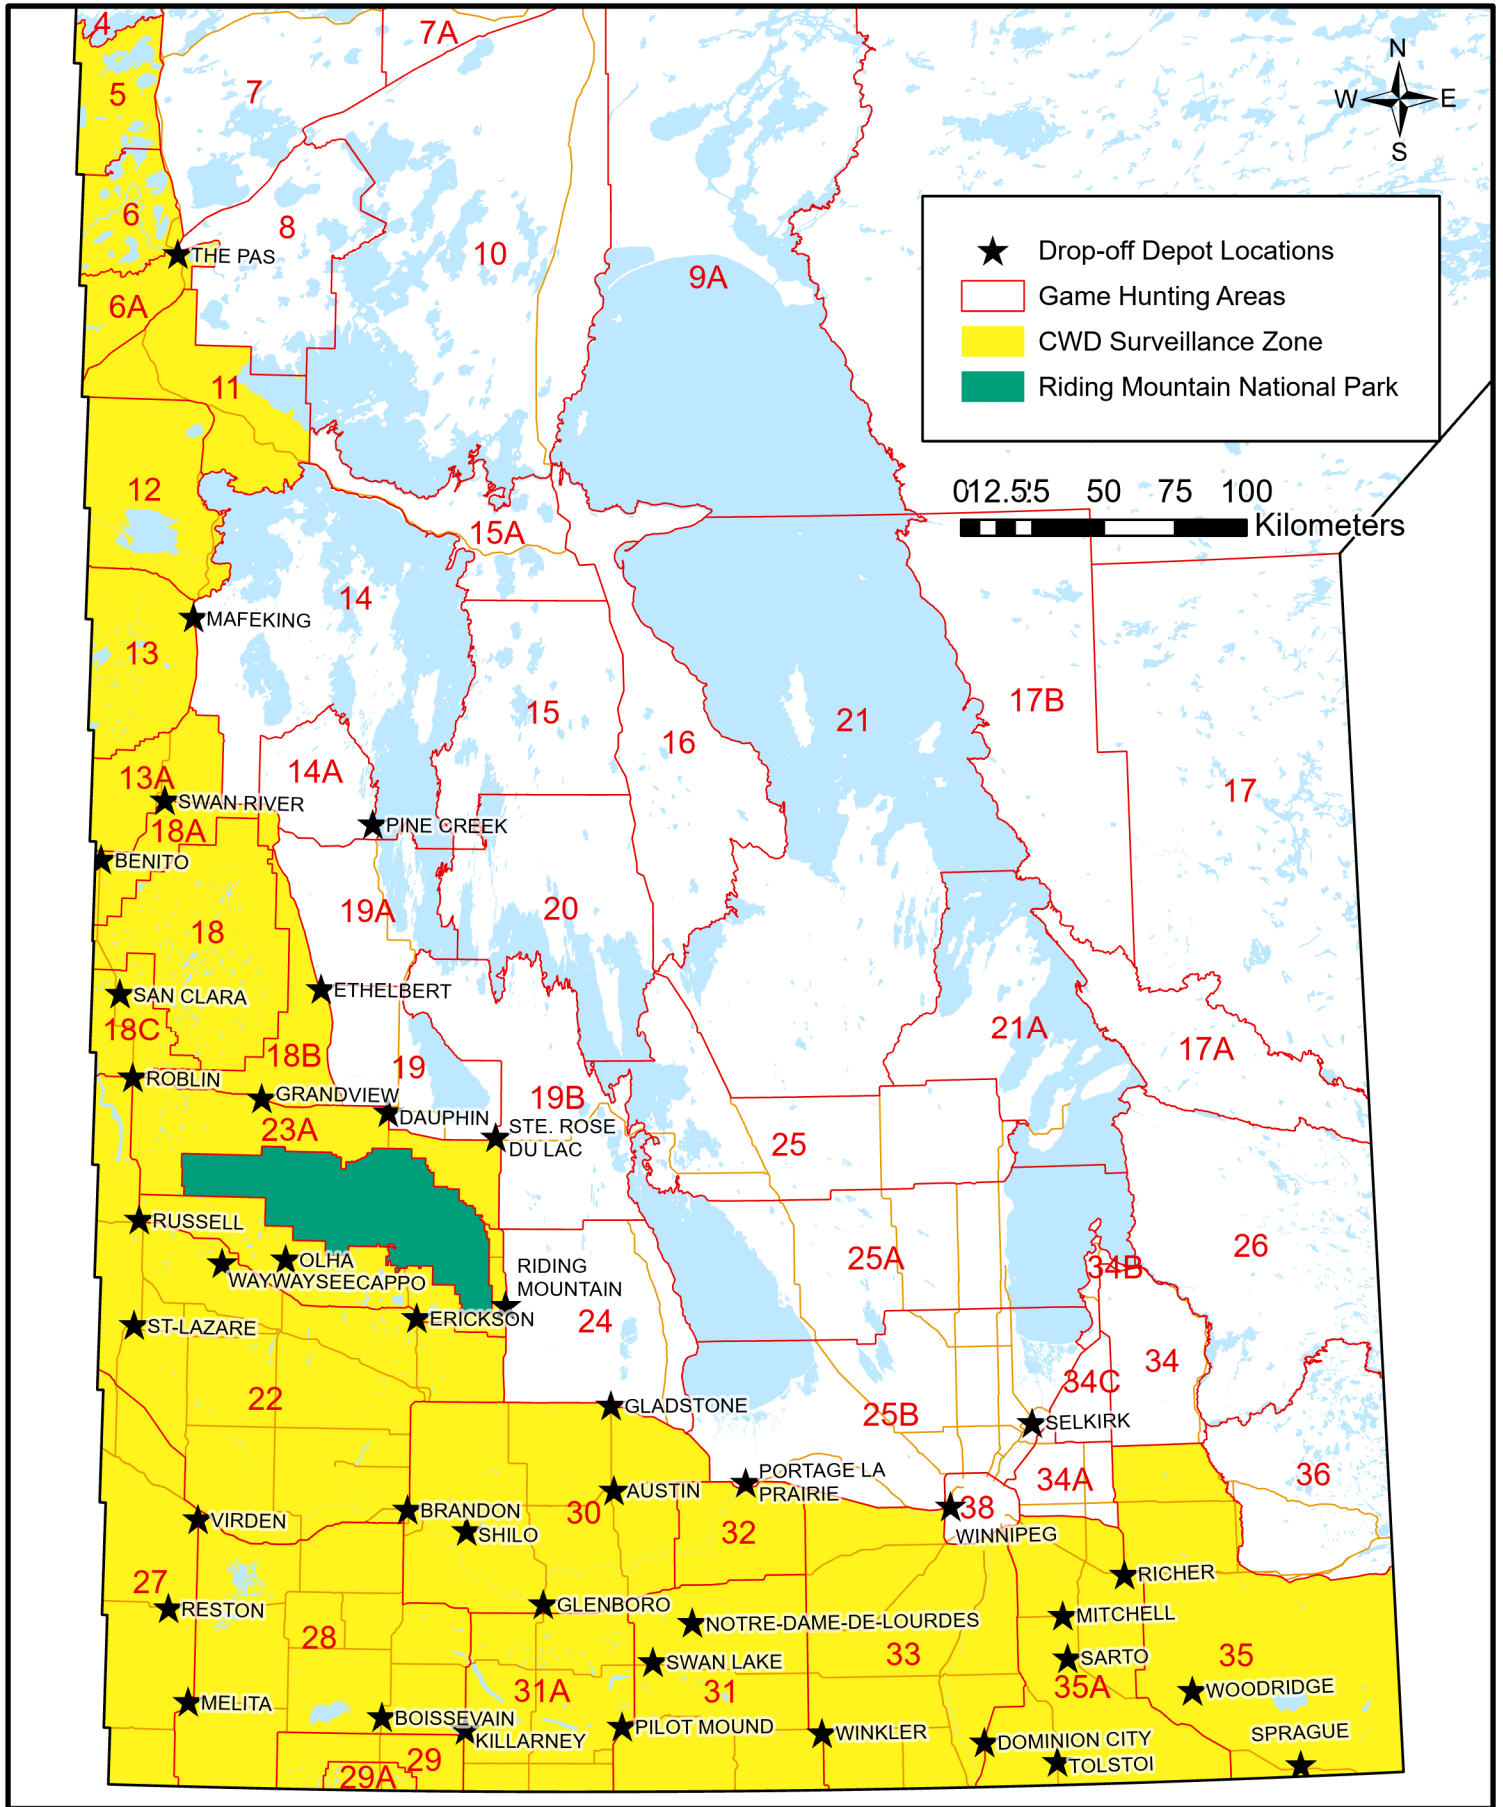 4
7A
5
7
N
W
E
S
6
8
10
9A
THE PAS
6A
Drop-off Depot Locations
Game Hunting Areas
CWD Surveillance Zone
Riding Mountain National Park
11
12
15A
012.525 50 75 100
Kilometers
14
MAFEKING
13
15
16
21
17B
17
13A
14A
SWAN RIVER
18A
PINE CREEK
BENITO
18
19A
20
SAN CLARA
ETHELBERT
18C
18B
21A
17A
ROBLIN
19
GRANDVIEW
19B
DAUPHIN
STE. ROSE
DU LAC
23A
25
RUSSELL
OLHA
WAYWAYSEECAPPO
RIDING
MOUNTAIN
25A
34B
26
ST-LAZARE
ERICKSON
24
34
34C
22
GLADSTONE
25B
SELKIRK
PORTAGE LA
PRAIRIE
34A
36
AUSTIN
VIRDEN
BRANDON
30
SHILO
32
38
WINNIPEG
RICHER
27
RESTON
GLENBORO
NOTRE-DAME-DE-LOURDES
MITCHELL
28
33
35
SWAN LAKE
SARTO
31A
31
35A
WOODRIDGE
MELITA
BOISSEVAIN
KILLARNEY
PILOT MOUND
WINKLER
DOMINION CITY
SPRAGUE
29
29A
TOLSTOI